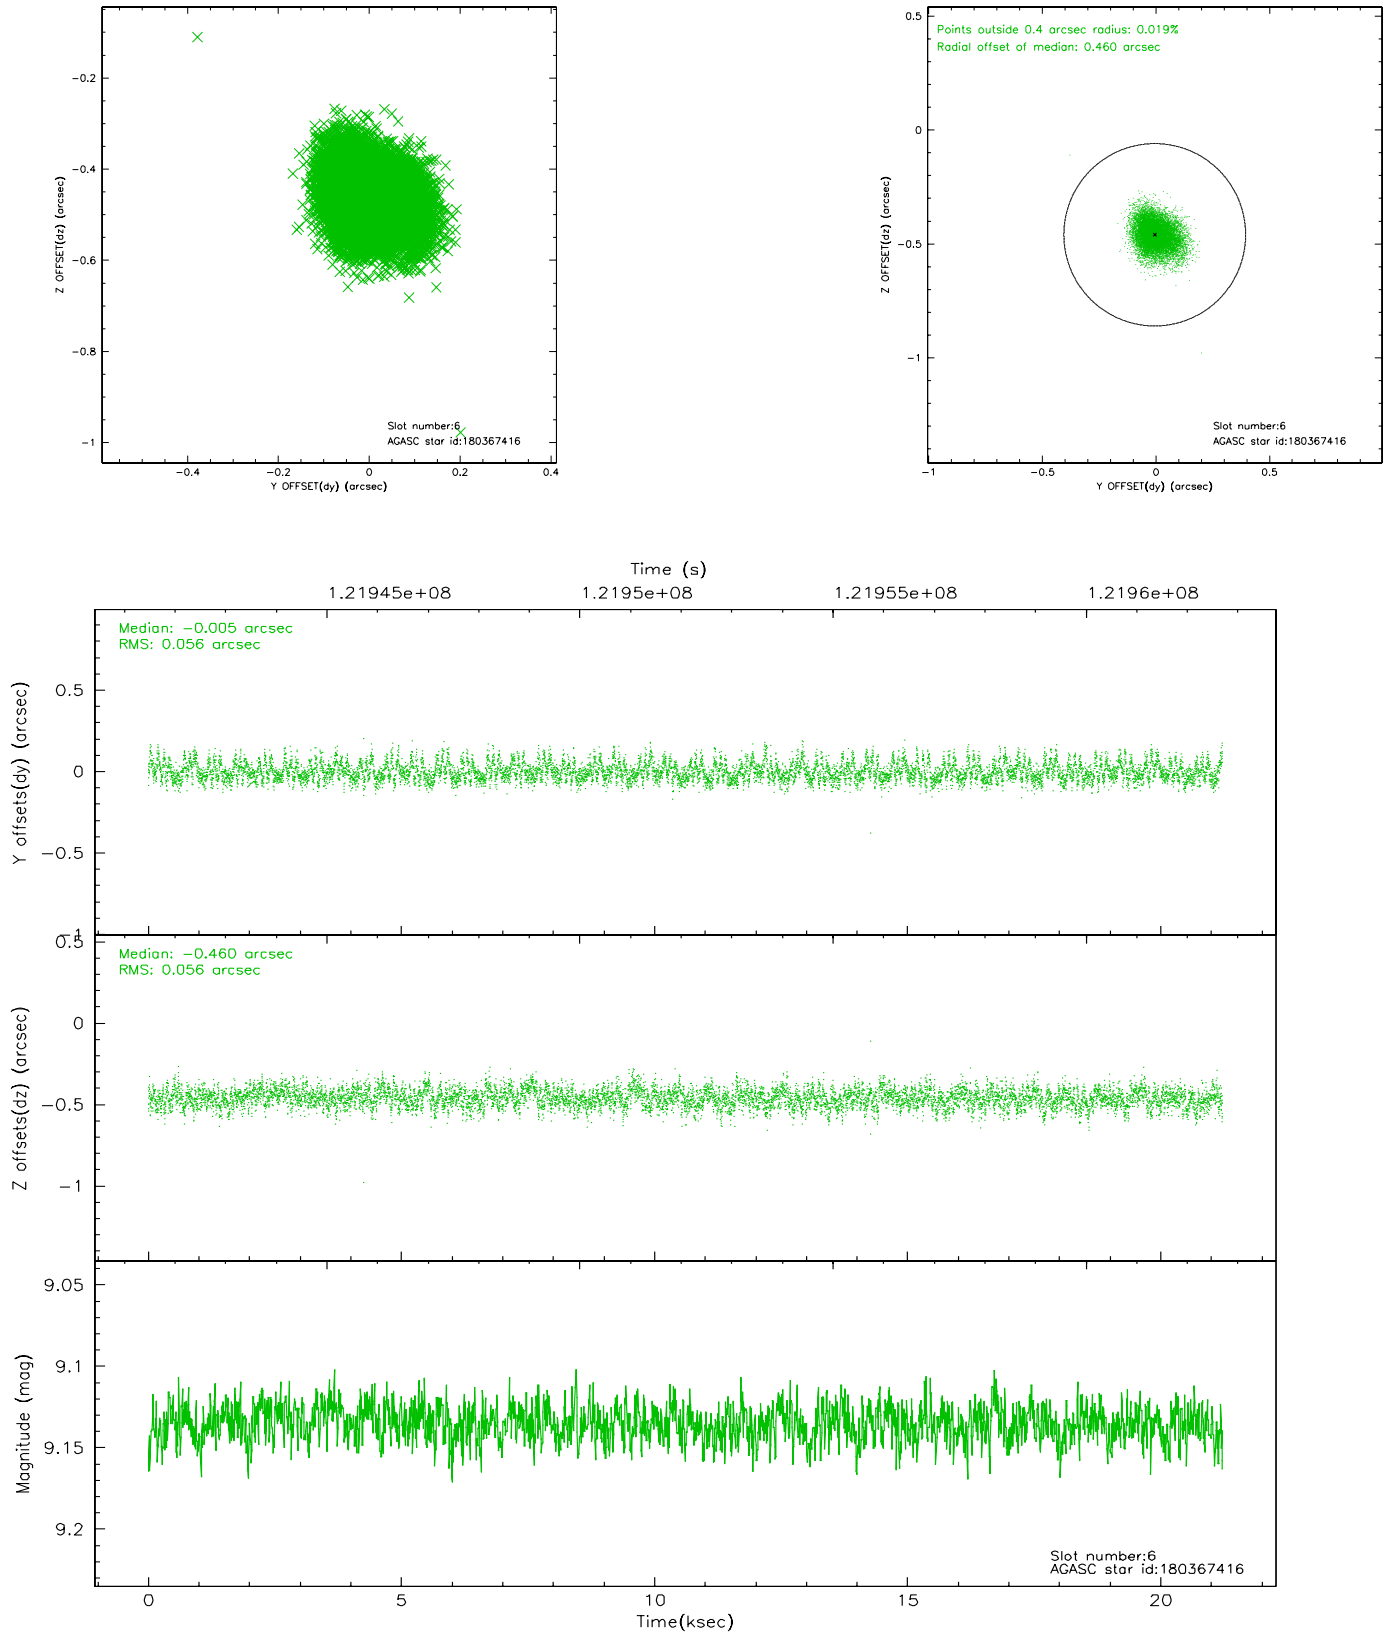 −0.2
−0.4
−0.6
−0.8
−1
Z OFFSET(dz) (arcsec)
Slot number:6
AGASC star id:180367416
−0.4
−0.2
0
0.2
0.4
Y OFFSET(dy) (arcsec)
0.5
0
−0.5
−1
Z OFFSET(dz) (arcsec)
Points outside 0.4 arcsec radius: 0.019%
Radial offset of median: 0.460 arcsec
Slot number:6
AGASC star id:180367416
−1
−0.5
0
0.5
Y OFFSET(dy) (arcsec)
Time (s)
1.21945e+08
1.2195e+08
1.21955e+08
1.2196e+08
Median: −0.005 arcsec
RMS: 0.056 arcsec
0.5
0
−0.5
−1
Y offsets(dy) (arcsec)
Median: −0.460 arcsec
RMS: 0.056 arcsec
0.5
0
−0.5
−1
Z offsets(dz) (arcsec)
9.05
9.1
9.15
9.2
Magnitude (mag)
Slot number:6
AGASC star id:180367416
0
5
10
15
20
Time(ksec)